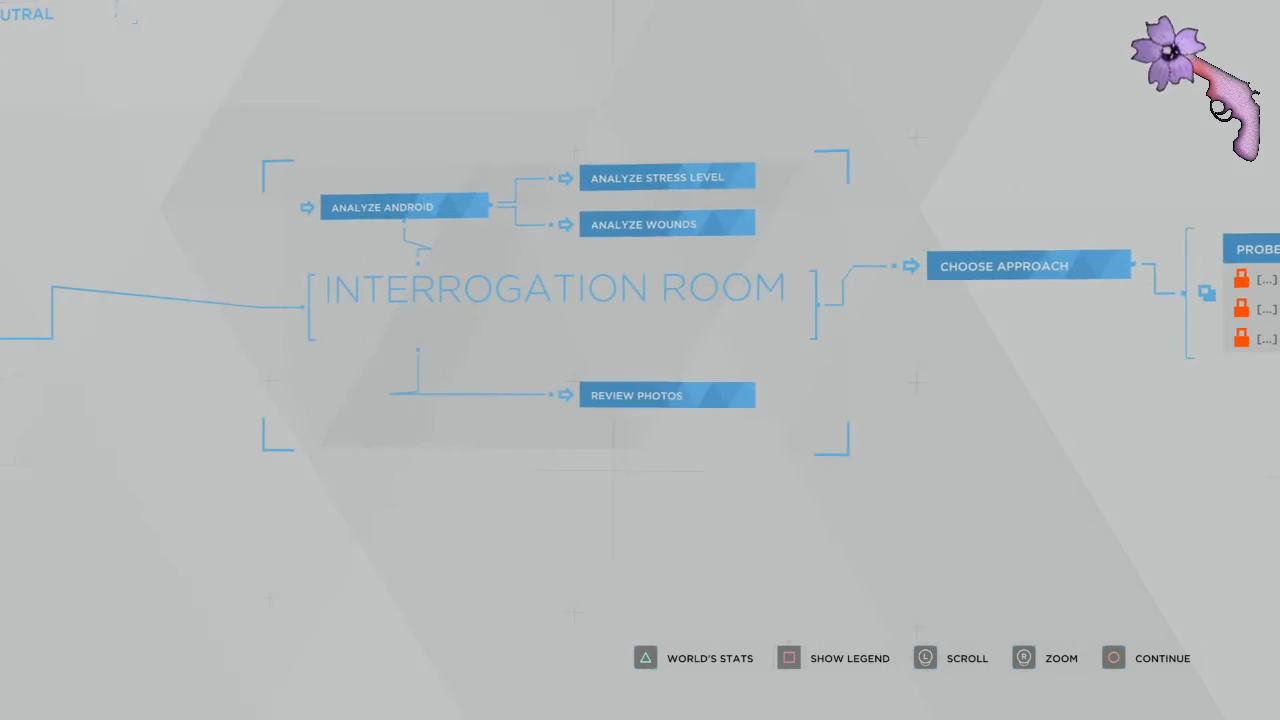 UTRAL
ANALYZE STRESS LEVEL
ANALYZE ANDROID
ANALYZE WOUNDS
INTERROGATION ROOM
CHOOSE APPROACH
PROBE
[...]
[...]
[...]
REVIEW PHOTOS
WORLD'S STATS
SHOW LEGEND
L
SCROLL
R
ZOOM
CONTINUE